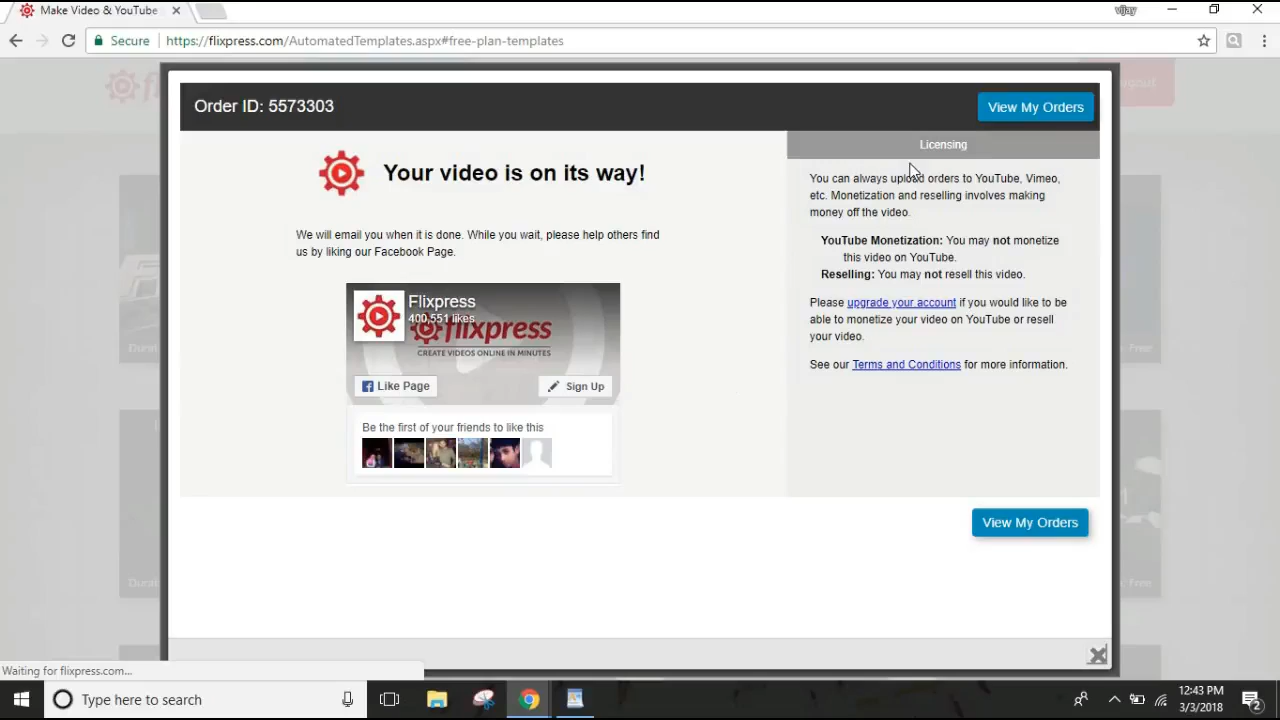 Make Video & YouTube
vijay
Secure
https://flixpress.com/AutomatedTemplates.aspx#free-plan-templates
Order ID: 5573303
View My Orders
Your video is on its way!
We will email you when it is done. While you wait, please help others find
us by liking our Facebook Page.
Flixpress
400,551 likes
flixpress
CREATE VIDEOS ONLINE IN MINUTES
Like Page
Sign Up
Be the first of your friends to like this
Licensing
You can always upload orders to YouTube, Vimeo,
etc. Monetization and reselling involves making
money off the video.
YouTube Monetization: You may not monetize
this video on YouTube.
Reselling: You may not resell this video.
Please upgrade your account if you would like to be
able to monetize your video on YouTube or resell
your video.
See our Terms and Conditions for more information.
View My Orders
Waiting for flixpress.com...
Type here to search
12:43 PM
3/3/2018
2